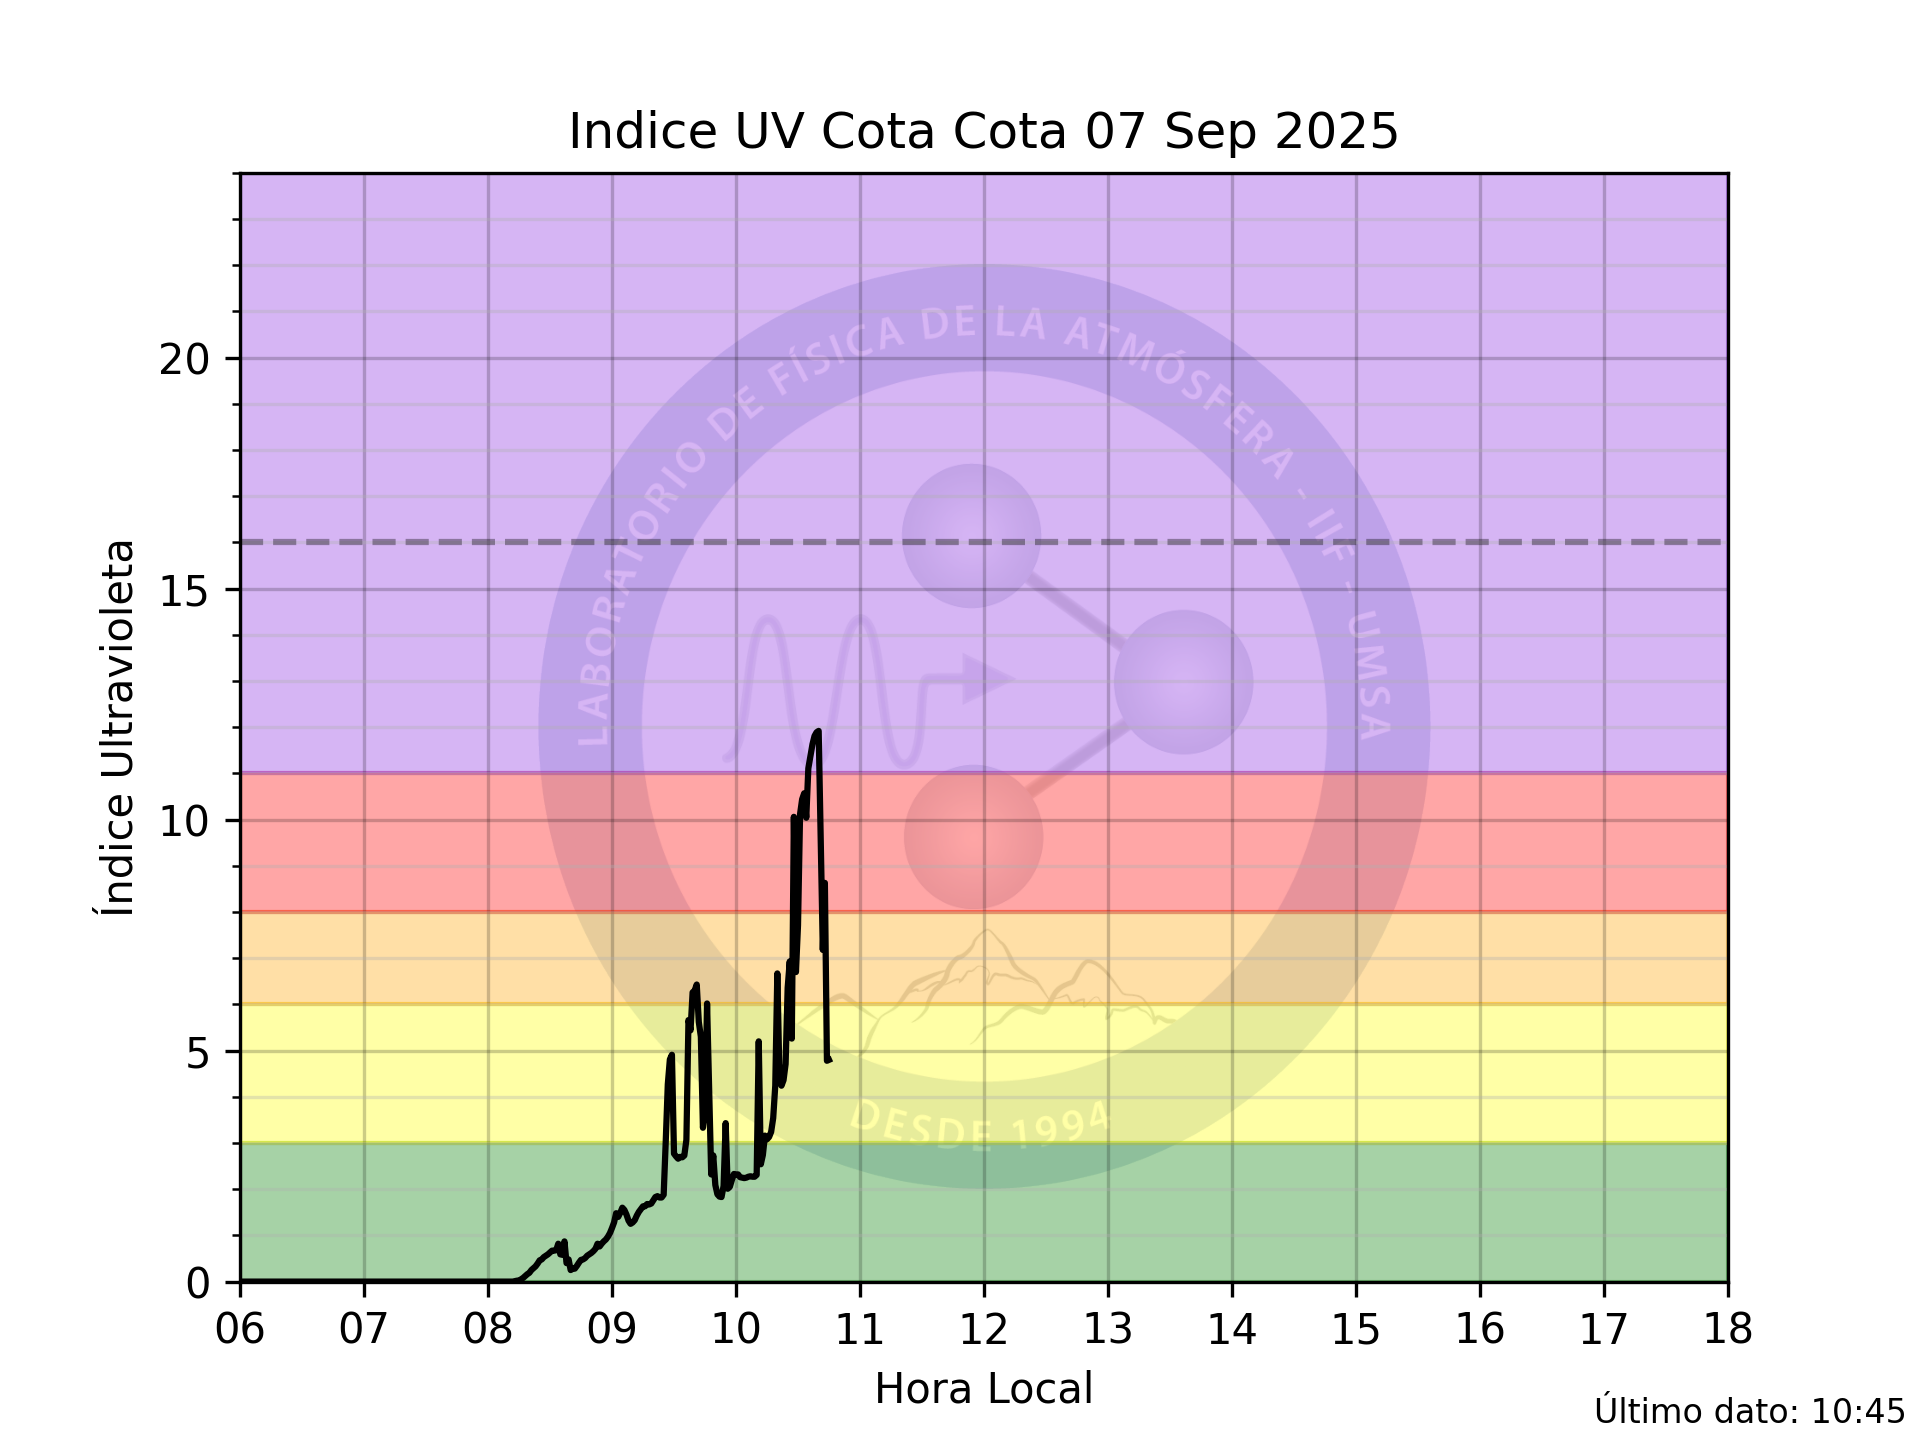 Indice UV Cota Cota 07 Sep 2025
Índice Ultravioleta
20
15
10
5
0
LABORATORIO DE FÍSICA DE LA ATMÓSFERA - IIF - UMSA
DESDE 1994
06 07 08 09 10 11 12 13 14 15 16 17 18
Hora Local
Último dato: 10:45